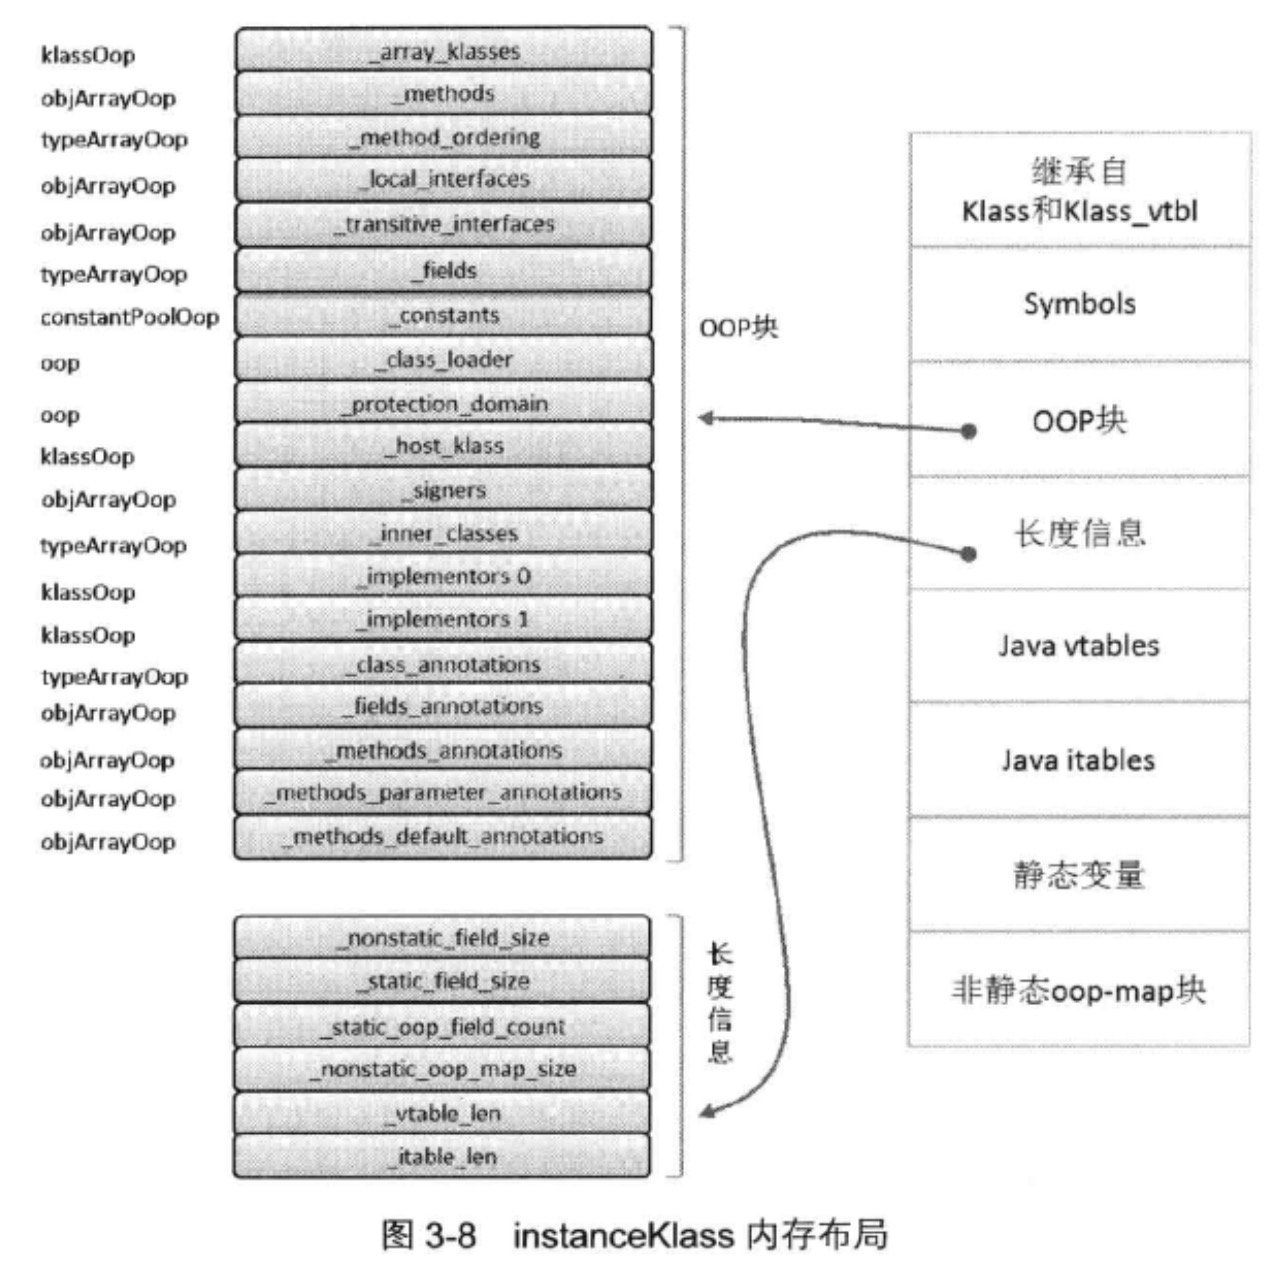 klassOop _array_klasses
objArrayOop _methods
typeArrayOop _method_ordering
objArrayOop _local_interfaces
objArrayOop _transitive_interfaces
typeArrayOop _fields
constantPoolOop _constants
oop _class_loader
oop _protection_domain
klassOop _host_klass
objArrayOop _signers
typeArrayOop _inner_classes
klassOop _implementors 0
klassOop _implementors 1
typeArrayOop _class_annotations
objArrayOop _fields_annotations
objArrayOop _methods_annotations
objArrayOop _methods_parameter_annotations
objArrayOop _methods_default_annotations
OOP块
_nonstatic_field_size
_static_field_size
_static_oop_field_count
_nonstatic_oop_map_size
_vtable_len
_itable_len
长度信息
继承自
Klass和Klass_vtbl
Symbols
OOP块
长度信息
Java vtables
Java itables
静态变量
非静态oop-map块
图 3-8 instanceKlass 内存布局